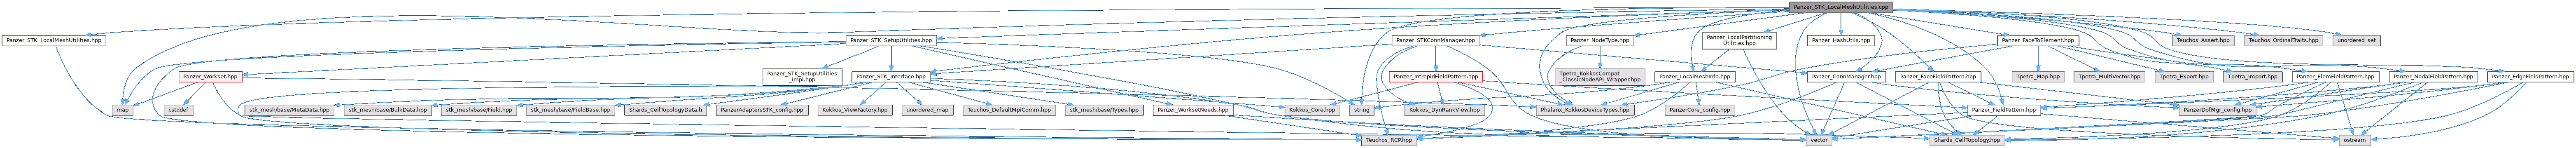 Panzer_STK_LocalMeshUtilities.cpp
Panzer_STK_LocalMeshUtilities.hpp
Panzer_STK_SetupUtilities.hpp
Panzer_STKConnManager.hpp
Panzer_NodeType.hpp
Panzer_LocalPartitioning
Utilities.hpp
Panzer_HashUtils.hpp
Panzer_FaceToElement.hpp
Teuchos_Assert.hpp
Teuchos_OrdinalTraits.hpp
unordered_set
Panzer_Workset.hpp
Panzer_STK_SetupUtilities
_impl.hpp
Panzer_STK_Interface.hpp
Panzer_IntrepidFieldPattern.hpp
Tpetra_KokkosCompat
_ClassicNodeAPI_Wrapper.hpp
Panzer_LocalMeshInfo.hpp
Panzer_ConnManager.hpp
Panzer_FaceFieldPattern.hpp
Tpetra_Map.hpp
Tpetra_MultiVector.hpp
Tpetra_Export.hpp
Tpetra_Import.hpp
Panzer_ElemFieldPattern.hpp
Panzer_NodalFieldPattern.hpp
Panzer_EdgeFieldPattern.hpp
map
cstddef
stk_mesh/base/MetaData.hpp
stk_mesh/base/BulkData.hpp
stk_mesh/base/Field.hpp
stk_mesh/base/FieldBase.hpp
Shards_CellTopologyData.h
PanzerAdaptersSTK_config.hpp
Kokkos_ViewFactory.hpp
unordered_map
Teuchos_DefaultMpiComm.hpp
stk_mesh/base/Types.hpp
Panzer_WorksetNeeds.hpp
Kokkos_Core.hpp
string
Kokkos_DynRankView.hpp
Phalanx_KokkosDeviceTypes.hpp
PanzerCore_config.hpp
Panzer_FieldPattern.hpp
PanzerDofMgr_config.hpp
Teuchos_RCP.hpp
vector
Shards_CellTopology.hpp
ostream